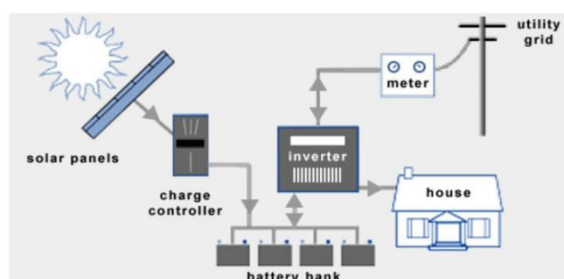 utility
grid
meter
solar panels
inverter
charge
controller
house
battery bank